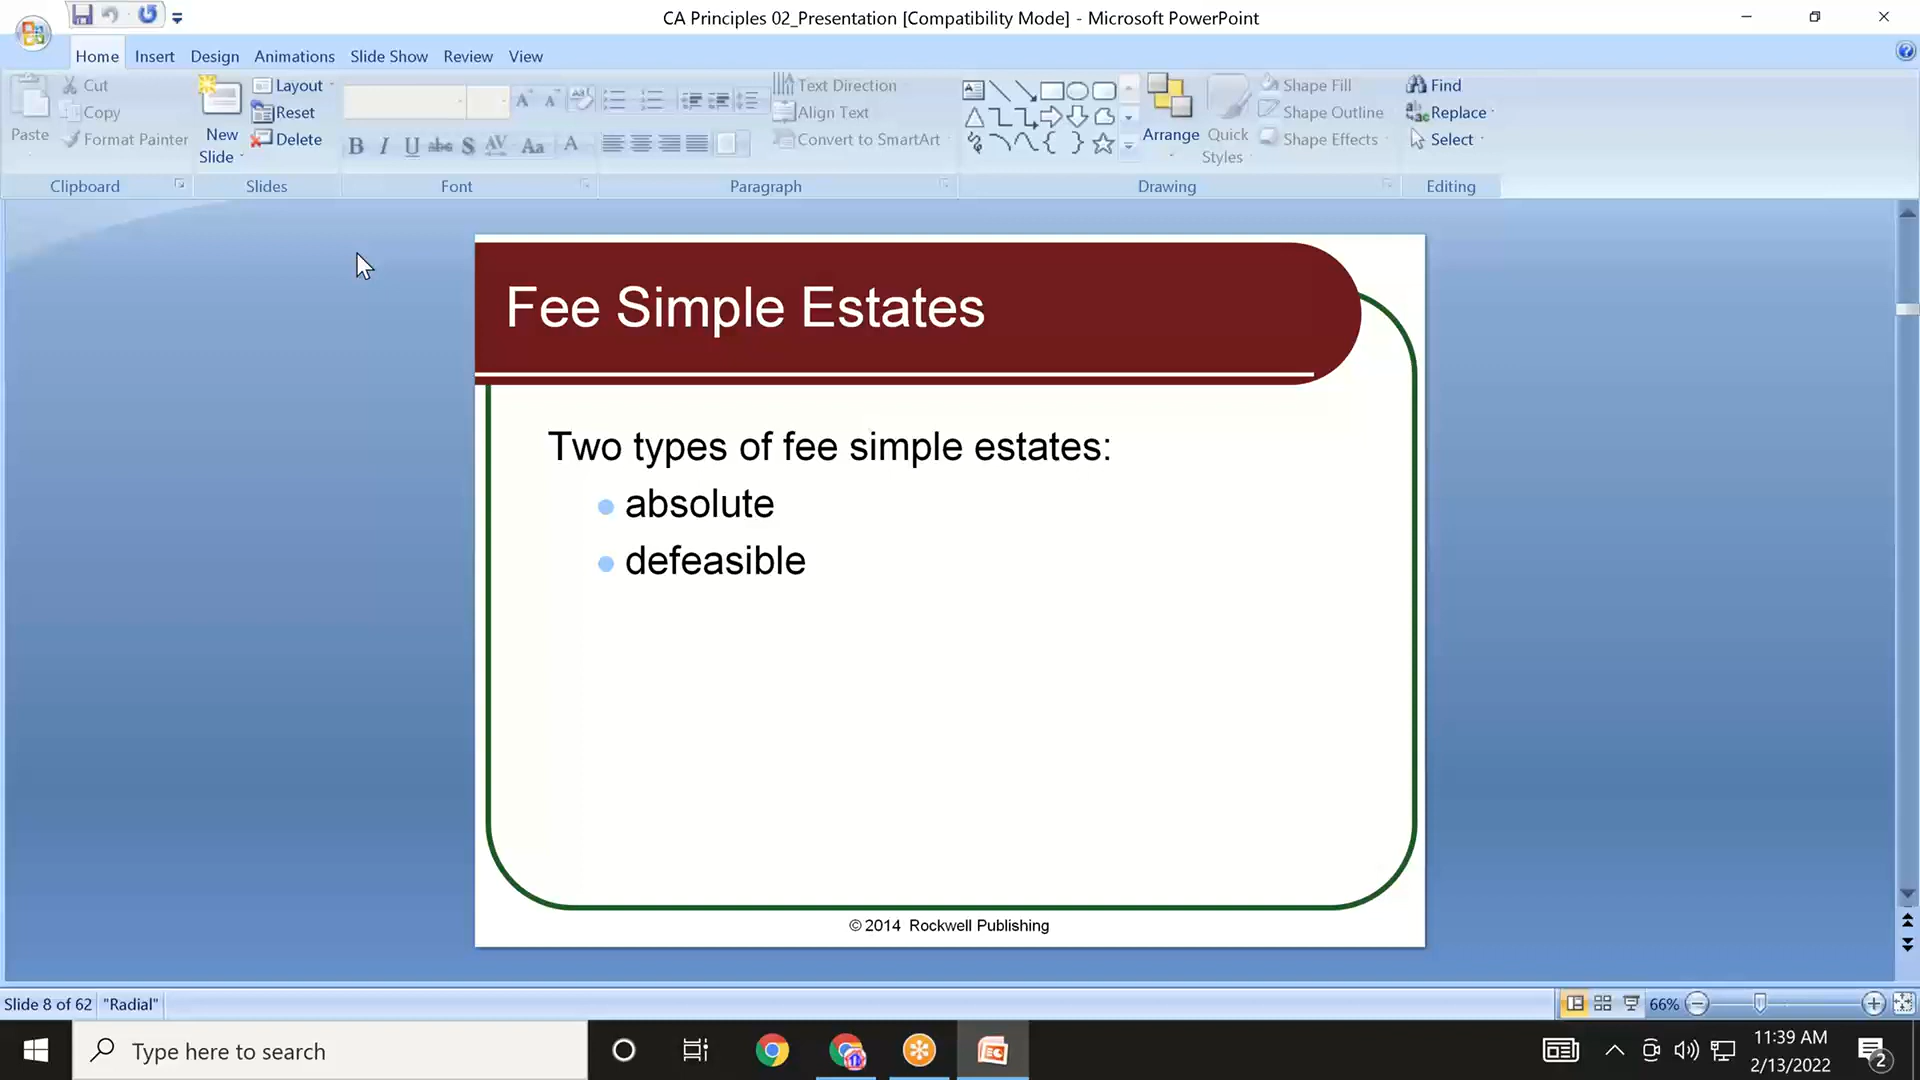 CA Principles 02_Presentation [Compatibility Mode] - Microsoft PowerPoint
Home Insert Design Animations Slide Show Review View
Paste
Cut
Copy
Format Painter
Clipboard
New
Slide
Layout
Reset
Delete
Slides
B I U abc S AV Aa A
Font
Text Direction
Align Text
Convert to SmartArt
Paragraph
Arrange
Quick
Styles
Shape Fill
Shape Outline
Shape Effects
Drawing
Find
Replace
Select
Editing
Fee Simple Estates
Two types of fee simple estates:
absolute
defeasible
© 2014 Rockwell Publishing
Slide 8 of 62 "Radial"
66%
Type here to search
11:39 AM
2/13/2022
2